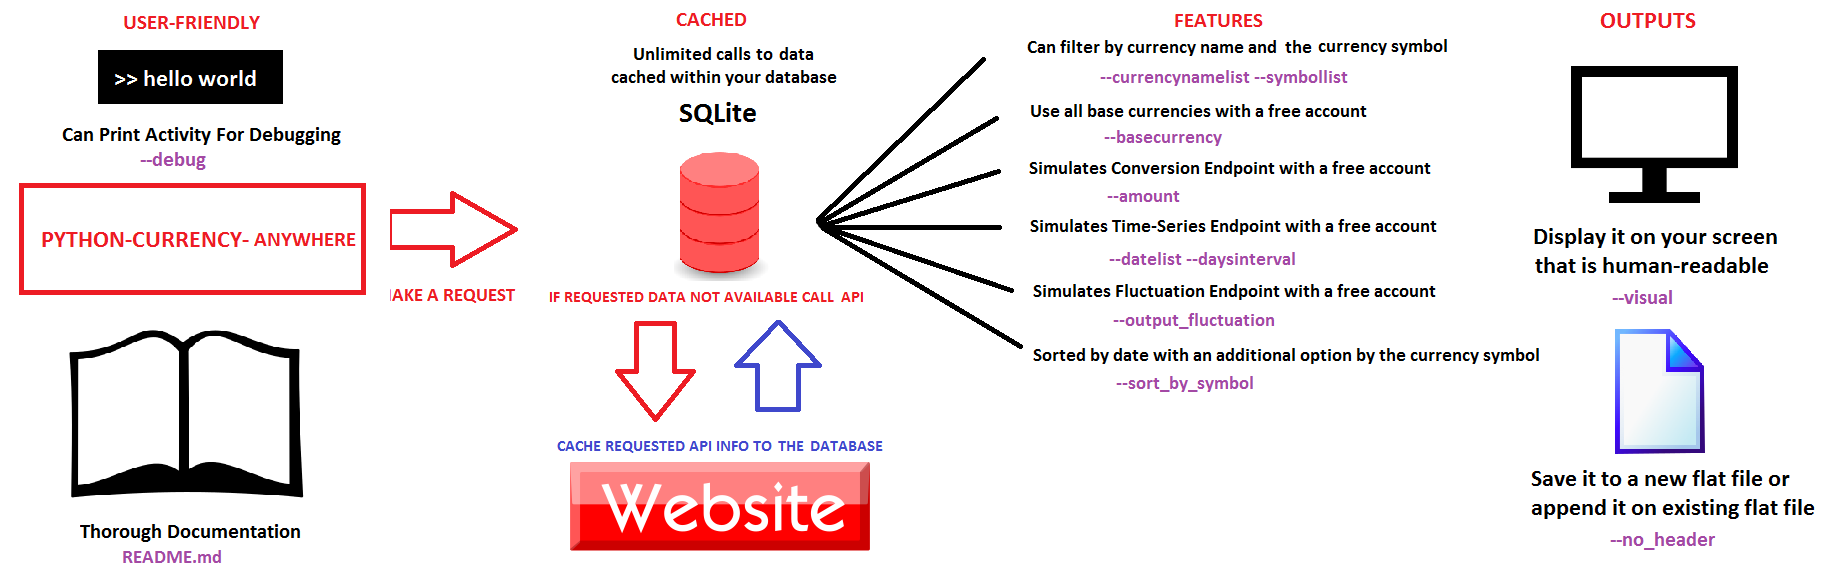 USER-FRIENDLY
>> hello world
Can Print Activity For Debugging
--debug
PYTHON-CURRENCY- ANYWHERE
Thorough Documentation
README.md
AKE A REQUEST
CACHED
Unlimited calls to data
cached within your database
SQLite
IF REQUESTED DATA NOT AVAILABLE CALL API
CACHE REQUESTED API INFO TO THE DATABASE
Website
FEATURES
Can filter by currency name and the currency symbol
--currencynamelist --symbollist
Use all base currencies with a free account
--basecurrency
Simulates Conversion Endpoint with a free account
--amount
Simulates Time-Series Endpoint with a free account
--datelist --daysinterval
Simulates Fluctuation Endpoint with a free account
--output_fluctuation
Sorted by date with an additional option by the currency symbol
--sort_by_symbol
OUTPUTS
Display it on your screen
that is human-readable
--visual
Save it to a new flat file or
append it on existing flat file
--no_header